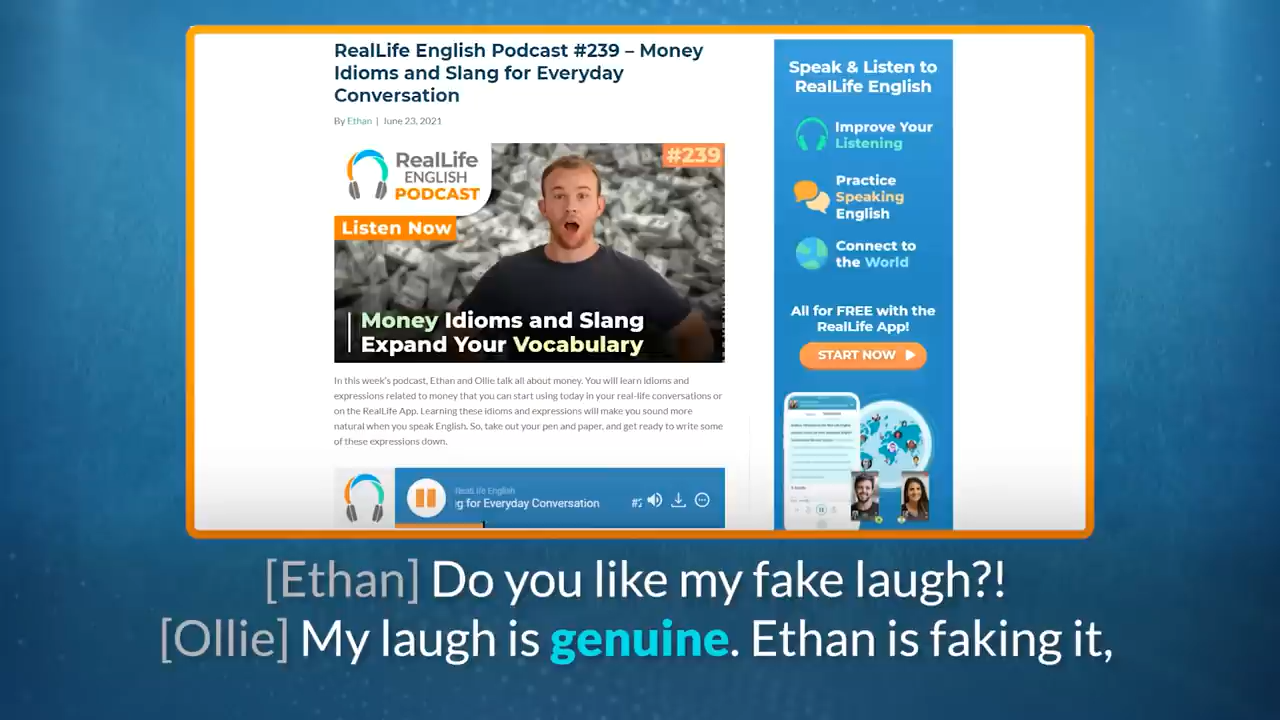 RealLife English Podcast #239 – Money
Idioms and Slang for Everyday
Conversation
By Ethan | June 23, 2021
RealLife
ENGLISH
PODCAST
#239
Listen Now
Money Idioms and Slang
Expand Your Vocabulary
In this week's podcast, Ethan and Ollie talk all about money. You will learn idioms and
expressions related to money that you can start using today in your real-life conversations or
on the RealLife App. Learning these idioms and expressions will make you sound more
natural when you speak English. So, take out your pen and paper, and get ready to write some
of these expressions down.
RealLife English
g for Everyday Conversation
Speak & Listen to
RealLife English
Improve Your
Listening
Practice
Speaking
English
Connect to
the World
All for FREE with the
RealLife App!
START NOW
[Ethan] Do you like my fake laugh?!
[Ollie] My laugh is genuine. Ethan is faking it,